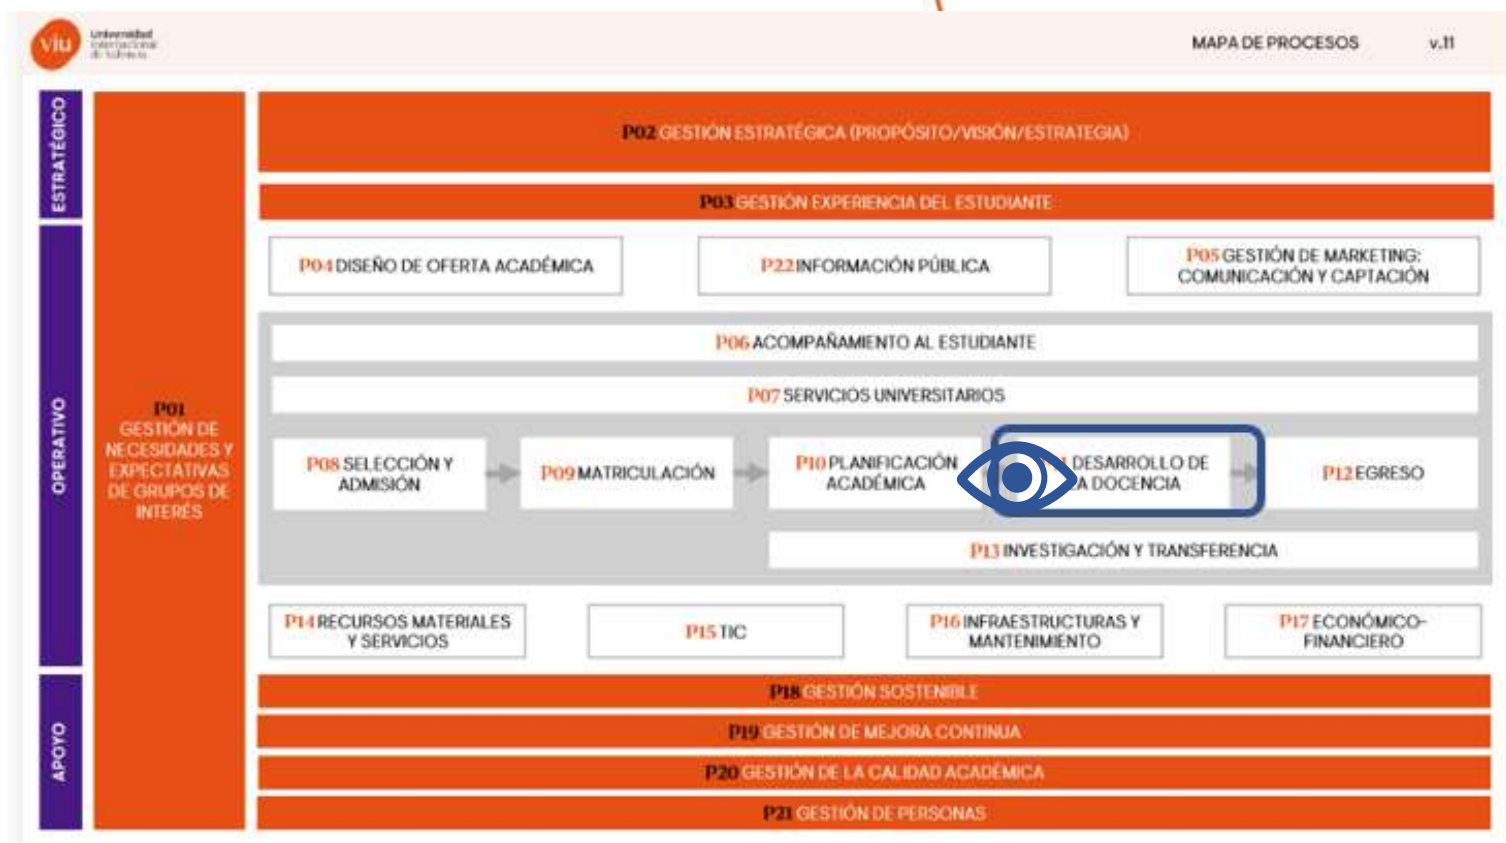 viu
Universidad
Internacional
de Valencia
MAPA DE PROCESOS
v.11
ESTRATÉGICO
P02 GESTIÓN ESTRATÉGICA (PROPÓSITO/VISIÓN/ESTRATEGIA)
P03 GESTIÓN EXPERIENCIA DEL ESTUDIANTE
OPERATIVO
P01
GESTIÓN DE
NECESIDADES Y
EXPECTATIVAS
DE GRUPOS DE
INTERÉS
P04 DISEÑO DE OFERTA ACADÉMICA
P22 INFORMACIÓN PÚBLICA
P05 GESTIÓN DE MARKETING:
COMUNICACIÓN Y CAPTACIÓN
P06 ACOMPAÑAMIENTO AL ESTUDIANTE
P07 SERVICIOS UNIVERSITARIOS
P08 SELECCIÓN Y
ADMISIÓN
P09 MATRICULACIÓN
P10 PLANIFICACIÓN
ACADÉMICA
DESARROLLO DE
DOCENCIA
P12 EGRESO
P13 INVESTIGACIÓN Y TRANSFERENCIA
P14 RECURSOS MATERIALES
Y SERVICIOS
P15 TIC
P16 INFRAESTRUCTURAS Y
MANTENIMIENTO
P17 ECONÓMICO-
FINANCIERO
APOYO
P18 GESTIÓN SOSTENIBLE
P19 GESTIÓN DE MEJORA CONTINUA
P20 GESTIÓN DE LA CALIDAD ACADÉMICA
P21 GESTIÓN DE PERSONAS